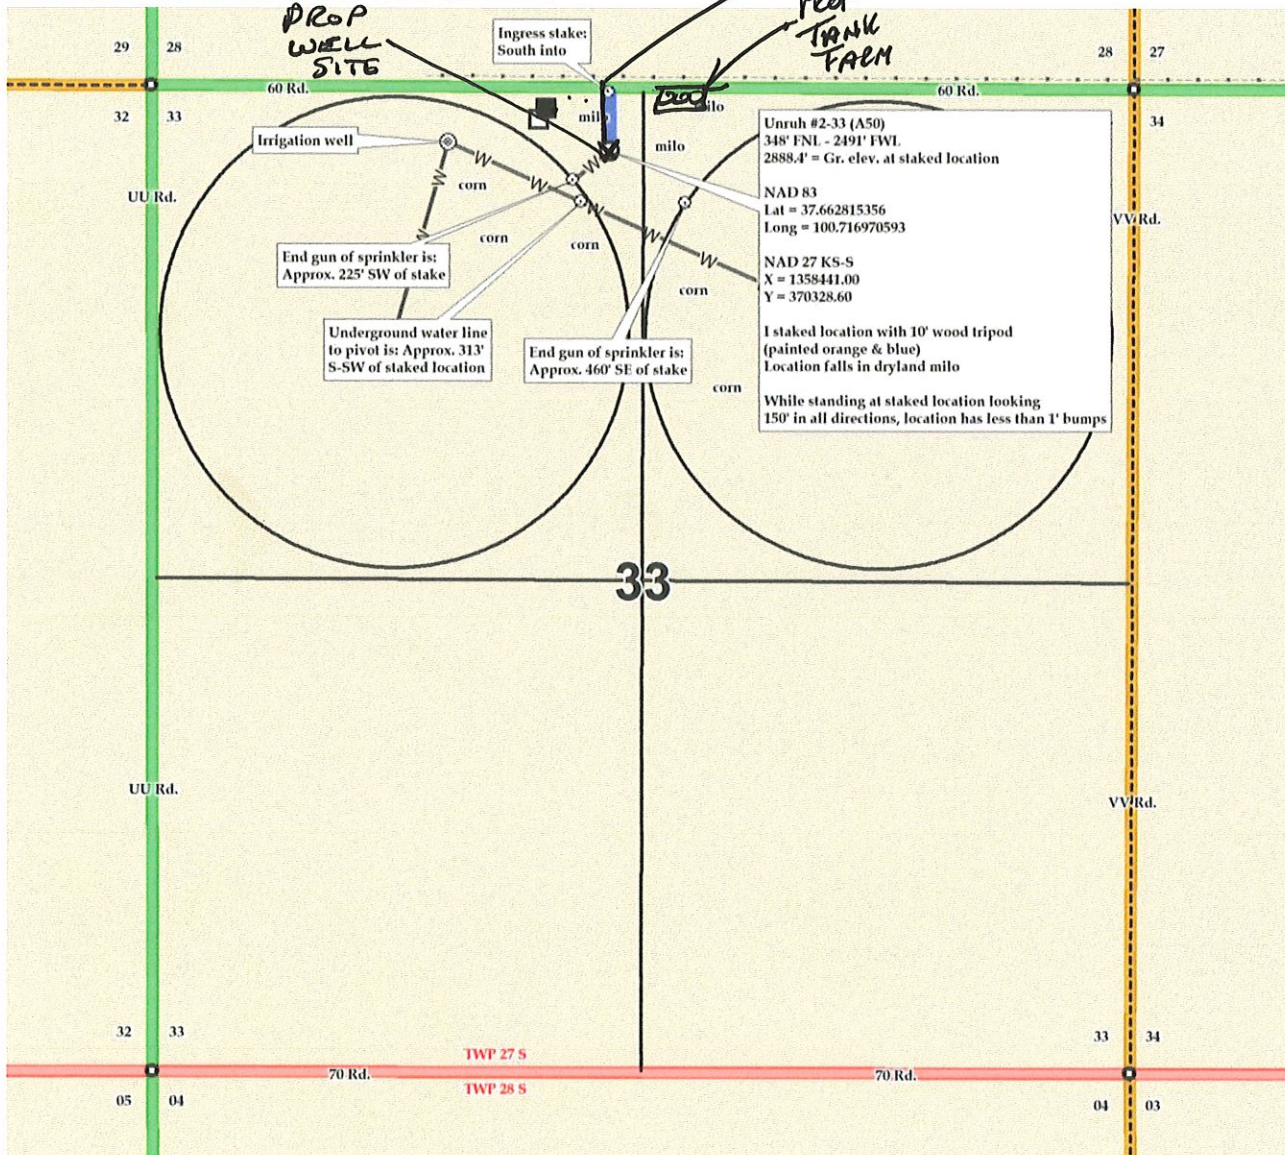 PROP
WELL
SITE
TANK
FARM
29
28
28
27
32
33
34
60 Rd.
60 Rd.
Ingress stake:
South into
Irrigation well
milo
milo
UU Rd.
VV Rd.
corn
corn
corn
corn
corn
W
W
W
W
W
W
W
W
End gun of sprinkler is:
Approx. 225' SW of stake
Underground water line
to pivot is: Approx. 313'
S-SW of staked location
End gun of sprinkler is:
Approx. 460' SE of stake
Unruh #2-33 (A50)
348' FNL - 2491' FWL
2888.4' = Gr. elev. at staked location
NAD 83
Lat = 37.662815356
Long = 100.716970593
NAD 27 KS-S
X = 1358441.00
Y = 370328.60
I staked location with 10' wood tripod
(painted orange & blue)
Location falls in dryland milo
While standing at staked location looking
150' in all directions, location has less than 1' bumps
33
UU Rd.
VV Rd.
32
33
33
34
TWP 27 S
70 Rd.
70 Rd.
TWP 28 S
05
04
04
03